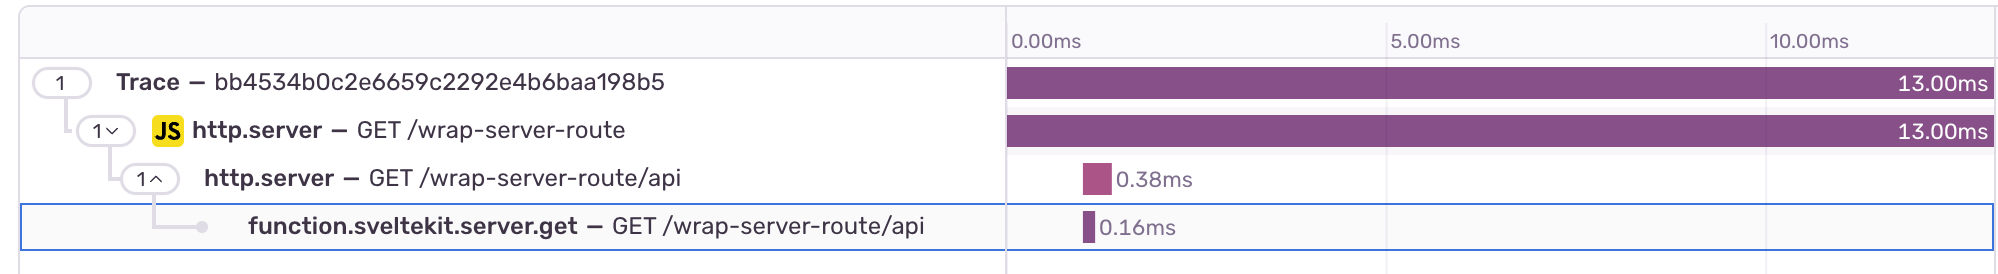 0.00ms 5.00ms 10.00ms
1 Trace — bb4534b0c2e6659c2292e4b6baa198b5 13.00ms
1 JS http.server — GET /wrap-server-route 13.00ms
1 http.server — GET /wrap-server-route/api 0.38ms
function.sveltekit.server.get — GET /wrap-server-route/api 0.16ms